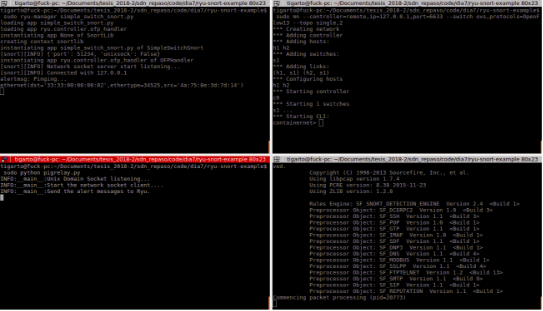 tigarto@fuck-pc: ~/Documents/tesis_2018-2/sdn_repaso/code/dia7/ryu-snort-example 80x23
tigarto@fuck-pc:~/Documents/tesis_2018-2/sdn_repaso/code/dia7/ryu-snort-example$
sudo ryu-manager simple_switch_snort.py
loading app simple_switch_snort.py
loading app ryu.controller.ofp_handler
instantiating app None of SnortLib
creating context snortlib
instantiating app simple_switch_snort.py of SimpleSwitchSnort
[snort][INFO] {'port': 51234, 'unixsock': False}
instantiating app ryu.controller.ofp_handler of OFPHandler
[snort][INFO] Network socket server start listening...
[snort][INFO] Connected with 127.0.0.1
alertmsg: Pinging...
tigarto@fuck-pc: ~/Documents/tesis_2018-2/sdn_repaso/code/dia7/ryu-snort-example 80x23
tigarto@fuck-pc:~/Documents/tesis_2018-2/sdn_repaso/code/dia7/ryu-snort-example$
sudo mn --controller=remote,ip=127.0.0.1,port=6633 --switch ovs,protocols=OpenF
low13 --topo single,2
*** Creating network
*** Adding controller
*** Adding hosts:
h1 h2
*** Adding switches:
s1
*** Adding links:
(h1, s1) (h2, s1)
*** Configuring hosts
h1 h2
*** Starting controller
c0
*** Starting 1 switches
s1
*** Starting CLI:
containernet>
tigarto@fuck-pc: ~/Documents/tesis_2018-2/sdn_repaso/code/dia7/ryu-snort-example 80x23
tigarto@fuck-pc:~/Documents/tesis_2018-2/sdn_repaso/code/dia7/ryu-snort-example$
sudo python pigrelay.py
INFO:__main__:Unix Domain Socket listening...
INFO:__main__:Start the network socket client....
INFO:__main__:Send the alert messages to Ryu.
tigarto@fuck-pc: ~/Documents/tesis_2018-2/sdn_repaso/code/dia7/ryu-snort-example 80x23
ved.
Copyright (C) 1998-2013 Sourcefire, Inc., et al.
Using libpcap version 1.7.4
Using PCRE version: 8.38 2015-11-23
Using ZLIB version: 1.2.8
Rules Engine: SF_SNORT_DETECTION_ENGINE Version 2.4 <Build 1>
Preprocessor Object: SF_DCERPC2 Version 1.0 <Build 3>
Preprocessor Object: SF_SSH Version 1.1 <Build 3>
Preprocessor Object: SF_POP Version 1.0 <Build 1>
Preprocessor Object: SF_GTP Version 1.1 <Build 1>
Preprocessor Object: SF_IMAP Version 1.0 <Build 1>
Preprocessor Object: SF_SDF Version 1.1 <Build 1>
Preprocessor Object: SF_DNP3 Version 1.1 <Build 1>
Preprocessor Object: SF_DNS Version 1.1 <Build 4>
Preprocessor Object: SF_MODBUS Version 1.1 <Build 1>
Preprocessor Object: SF_SSLPP Version 1.1 <Build 4>
Preprocessor Object: SF_FTPTELNET Version 1.2 <Build 13>
Preprocessor Object: SF_SMTP Version 1.1 <Build 9>
Preprocessor Object: SF_SIP Version 1.1 <Build 1>
Preprocessor Object: SF_REPUTATION Version 1.1 <Build 1>
Commencing packet processing (pid=20773)